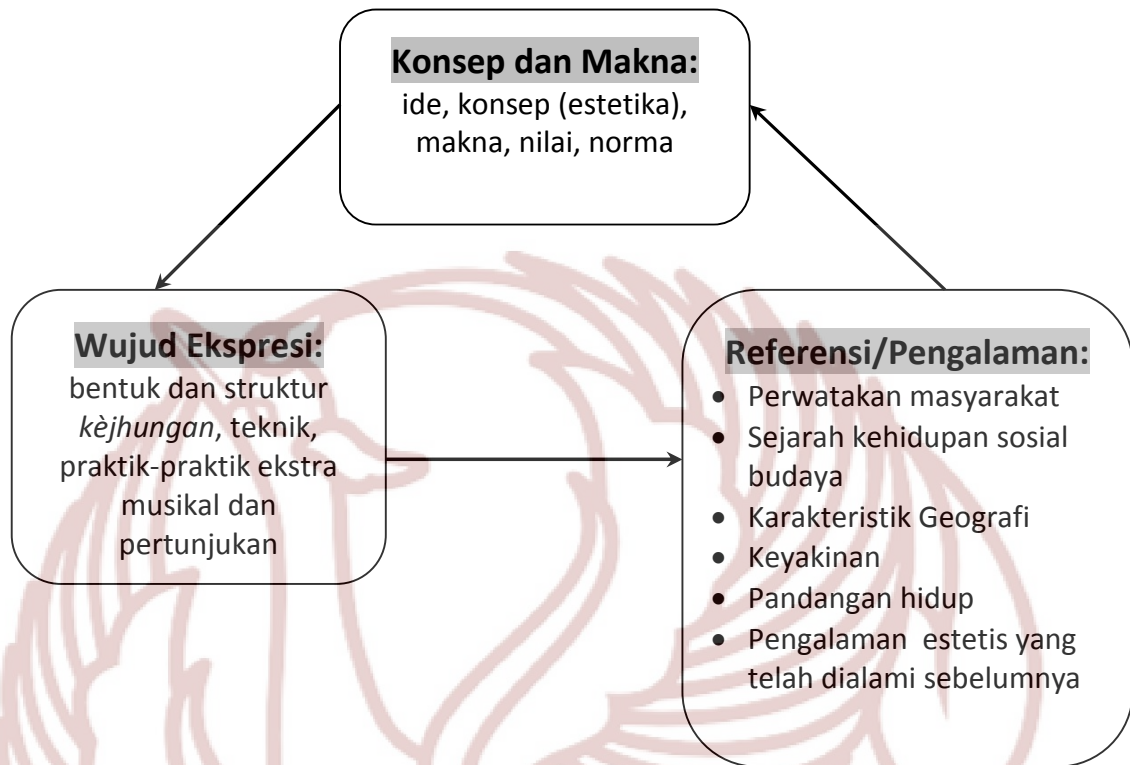 Konsep dan Makna:
ide, konsep (estetika),
makna, nilai, norma
Wujud Ekspresi:
bentuk dan struktur
kèjhungan, teknik,
praktik-praktik ekstra
musikal dan
pertunjukan
Referensi/Pengalaman:
• Perwatakan masyarakat
• Sejarah kehidupan sosial
budaya
• Karakteristik Geografi
• Keyakinan
• Pandangan hidup
• Pengalaman estetis yang
telah dialami sebelumnya